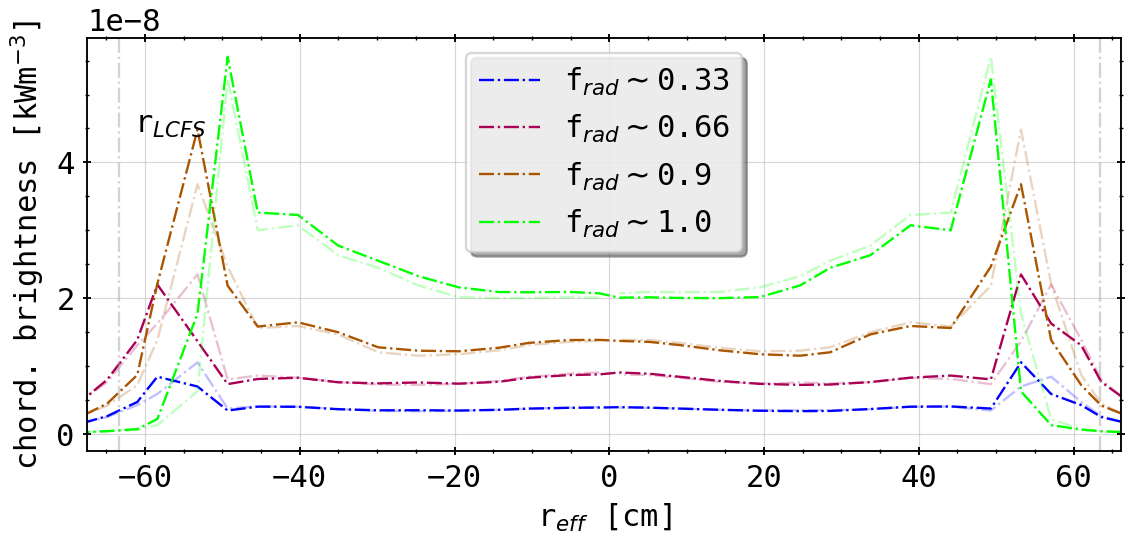 1e−8
chord. brightness [kWm⁻³]
4
2
0
r_LCFS
f_rad ~ 0.33
f_rad ~ 0.66
f_rad ~ 0.9
f_rad ~ 1.0
−60 −40 −20 0 20 40 60
r_eff [cm]